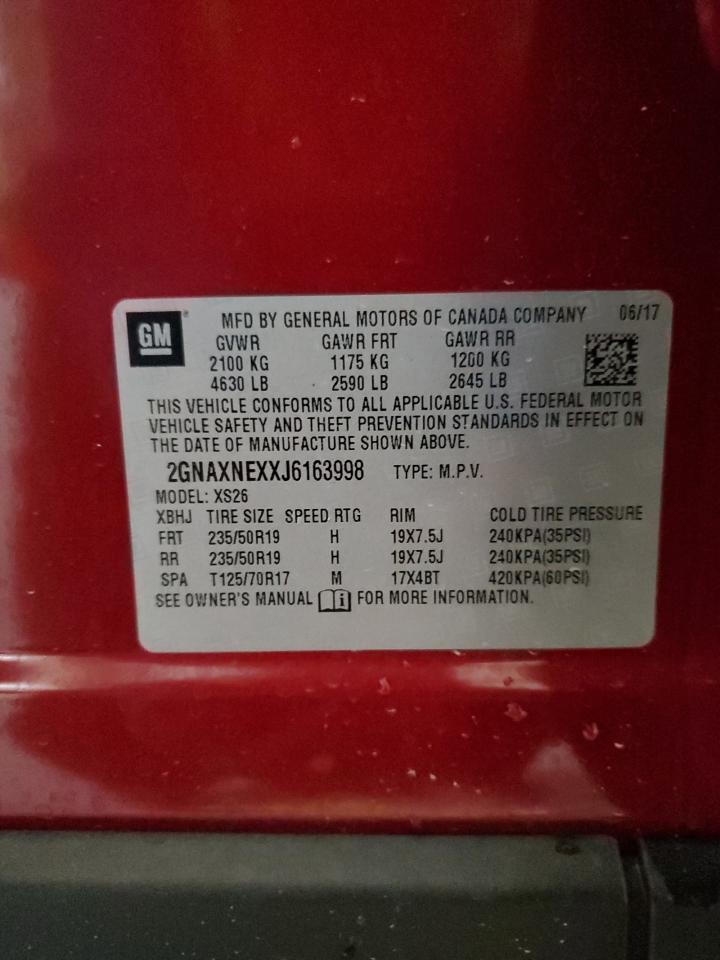 GM MFD BY GENERAL MOTORS OF CANADA COMPANY 06/17
GVWR GAWR FRT GAWR RR
2100 KG 1175 KG 1200 KG
4630 LB 2590 LB 2645 LB
THIS VEHICLE CONFORMS TO ALL APPLICABLE U.S. FEDERAL MOTOR
VEHICLE SAFETY AND THEFT PREVENTION STANDARDS IN EFFECT ON
THE DATE OF MANUFACTURE SHOWN ABOVE.
2GNAXNEXXJ6163998 TYPE: M.P.V.
MODEL: XS26
XBHJ TIRE SIZE SPEED RTG RIM COLD TIRE PRESSURE
FRT 235/50R19 H 19X7.5J 240KPA(35PSI)
RR 235/50R19 H 19X7.5J 240KPA(35PSI)
SPA T125/70R17 M 17X4BT 420KPA(60PSI)
SEE OWNER'S MANUAL i FOR MORE INFORMATION.